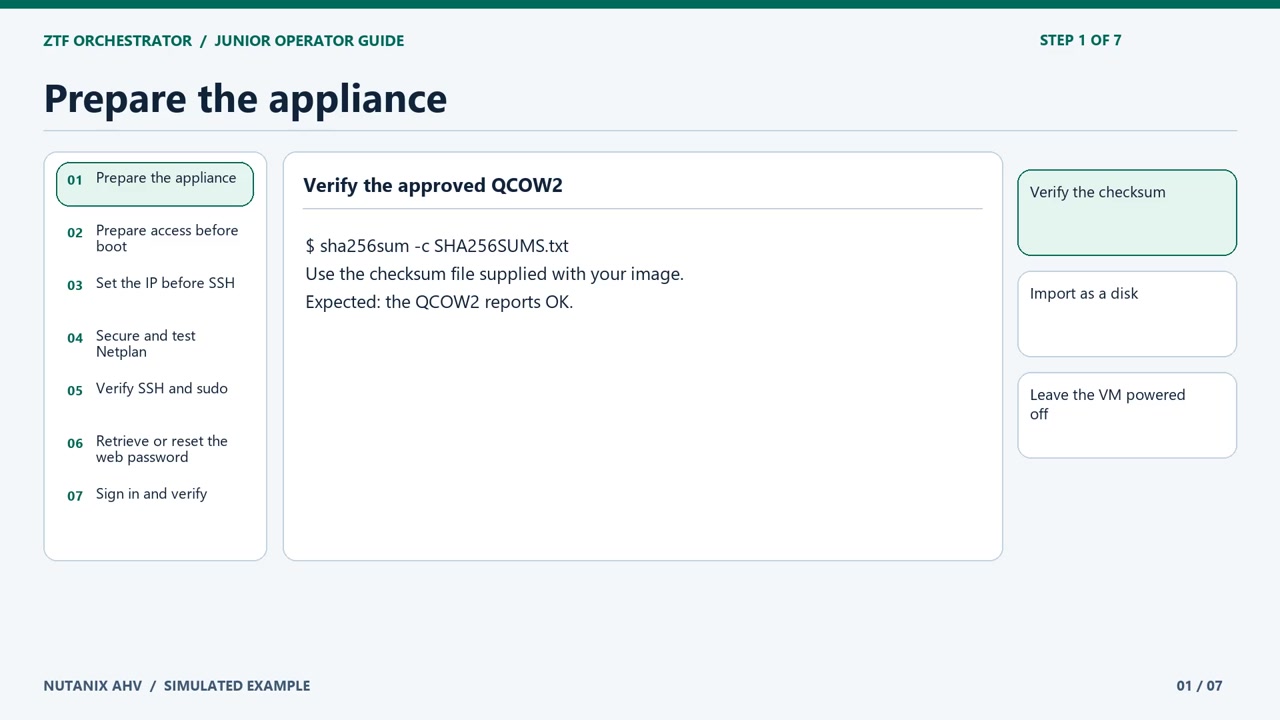 ZTF ORCHESTRATOR / JUNIOR OPERATOR GUIDE
STEP 1 OF 7
Prepare the appliance
01 Prepare the appliance
02 Prepare access before
boot
03 Set the IP before SSH
04 Secure and test
Netplan
05 Verify SSH and sudo
06 Retrieve or reset the
web password
07 Sign in and verify
Verify the approved QCOW2
$ sha256sum -c SHA256SUMS.txt
Use the checksum file supplied with your image.
Expected: the QCOW2 reports OK.
Verify the checksum
Import as a disk
Leave the VM powered
off
NUTANIX AHV / SIMULATED EXAMPLE
01 / 07